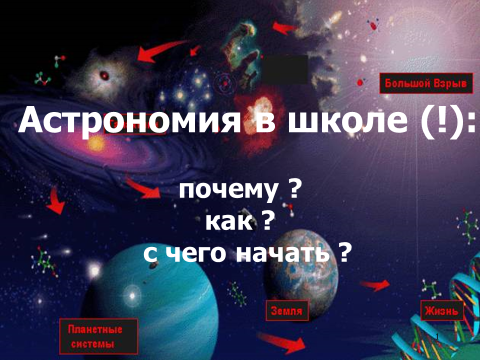 Большой Взрыв
Астрономия в школе (!):
почему ?
как ?
с чего начать ?
Земля
Жизнь
Планетные
системы